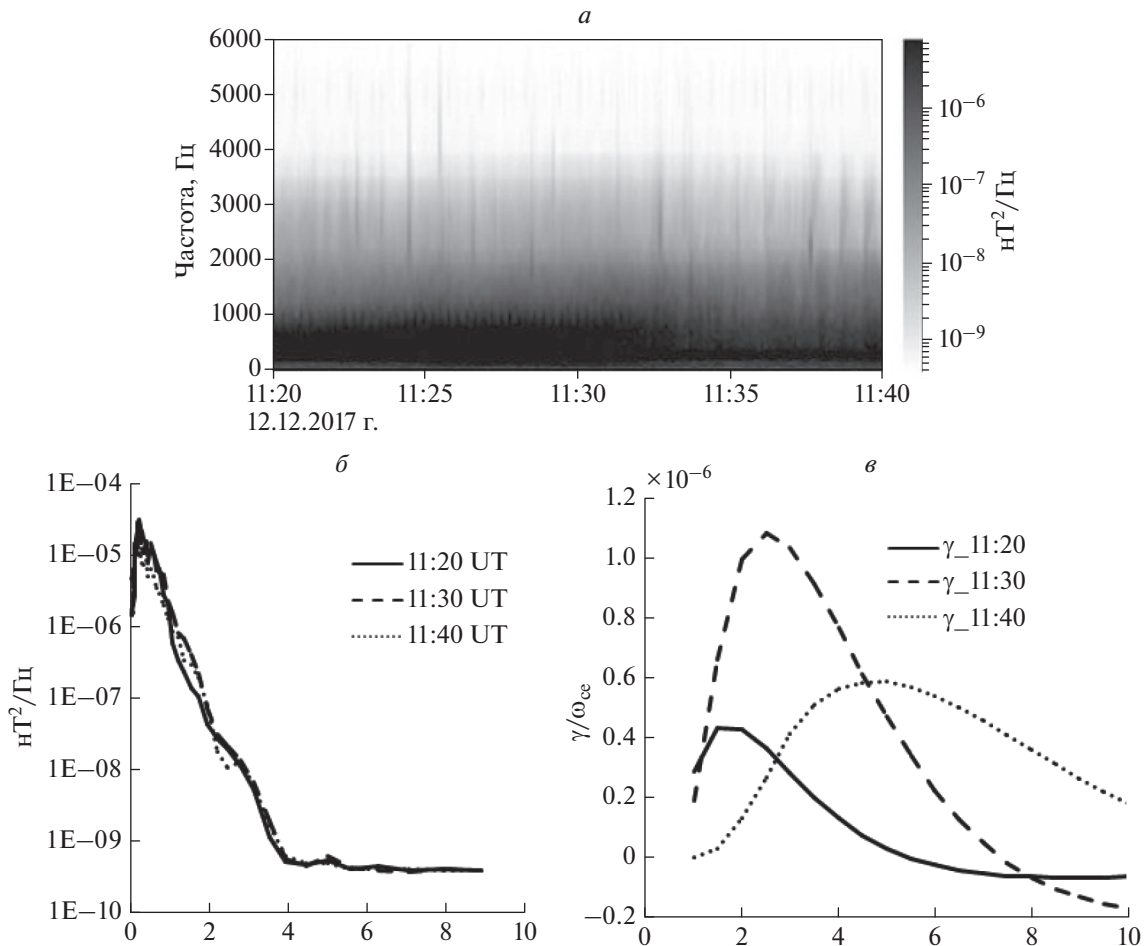 а
6000
5000
4000
3000
2000
1000
0
Частота, Гц
11:20 11:25 11:30 11:35 11:40
12.12.2017 г.
10⁻⁶
10⁻⁷
10⁻⁸
10⁻⁹
нТ²/Гц
б
1E−04
1E−05
1E−06
1E−07
1E−08
1E−09
1E−10
нТ²/Гц
11:20 UT
11:30 UT
11:40 UT
0 2 4 6 8 10
в
×10⁻⁶
1.2
1.0
0.8
0.6
0.4
0.2
0
−0.2
γ/ω_ce
γ_11:20
γ_11:30
γ_11:40
0 2 4 6 8 10